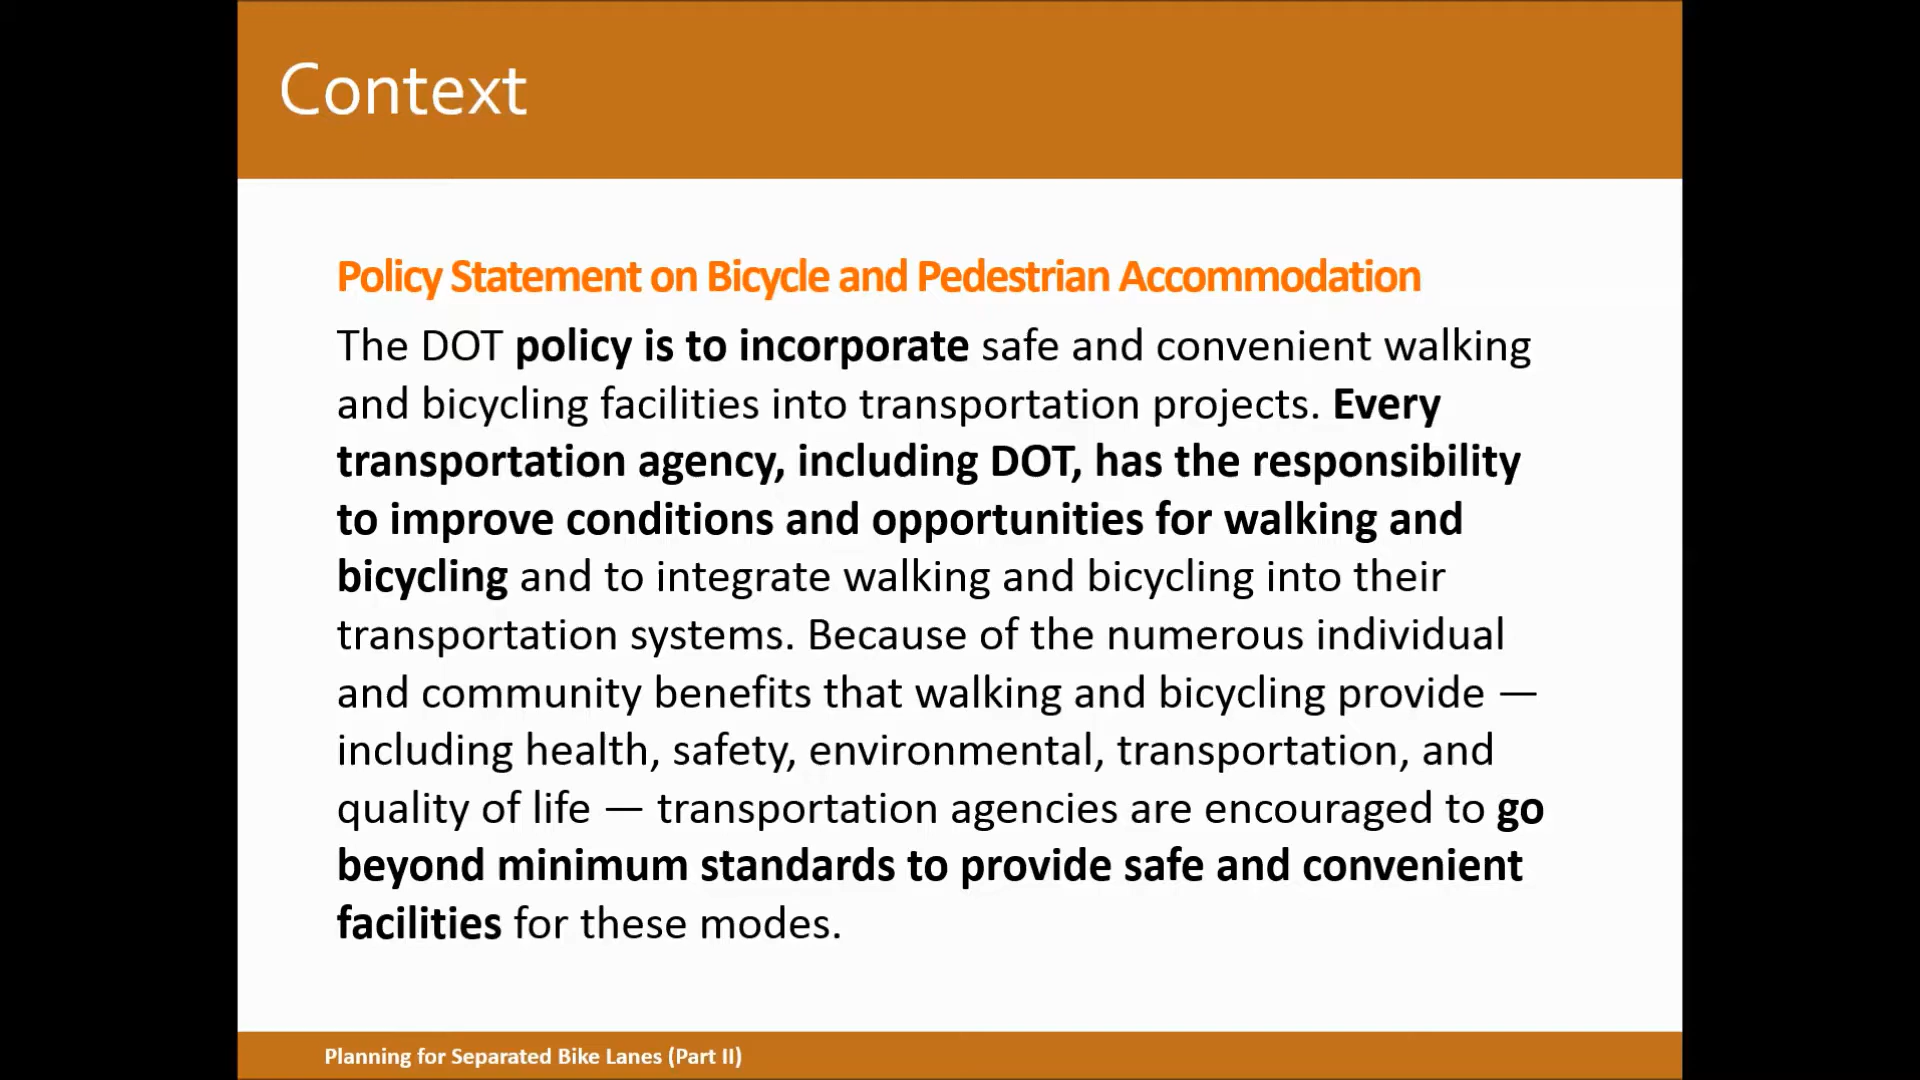 Context
Policy Statement on Bicycle and Pedestrian Accommodation
The DOT policy is to incorporate safe and convenient walking
and bicycling facilities into transportation projects. Every
transportation agency, including DOT, has the responsibility
to improve conditions and opportunities for walking and
bicycling and to integrate walking and bicycling into their
transportation systems. Because of the numerous individual
and community benefits that walking and bicycling provide —
including health, safety, environmental, transportation, and
quality of life — transportation agencies are encouraged to go
beyond minimum standards to provide safe and convenient
facilities for these modes.
Planning for Separated Bike Lanes (Part II)